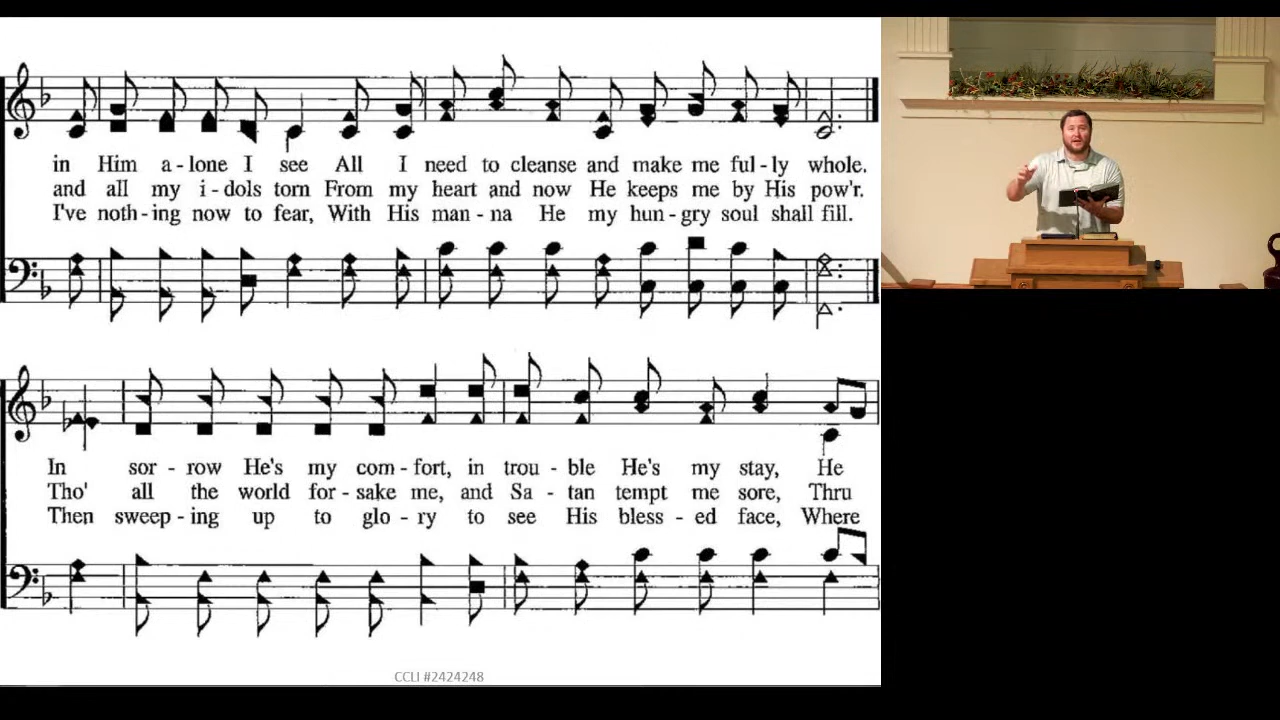 in Him a-lone I see All I need to cleanse and make me ful-ly whole.
and all my i-dols torn From my heart and now He keeps me by His pow'r.
I've noth-ing now to fear, With His man-na He my hun-gry soul shall fill.
In sor-row He's my com-fort, in trou-ble He's my stay, He
Tho' all the world for-sake me, and Sa-tan tempt me sore, Thru
Then sweep-ing up to glo-ry to see His bless-ed face, Where
CCLI #2424248